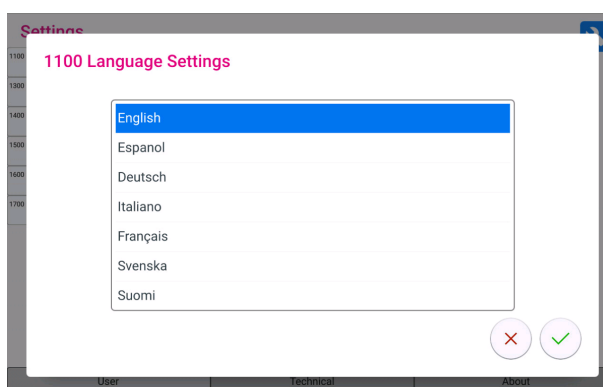 Settings
1100 Language Settings
1100
1300
1400
1500
1600
1700
English
Espanol
Deutsch
Italiano
Français
Svenska
Suomi
User
Technical
About